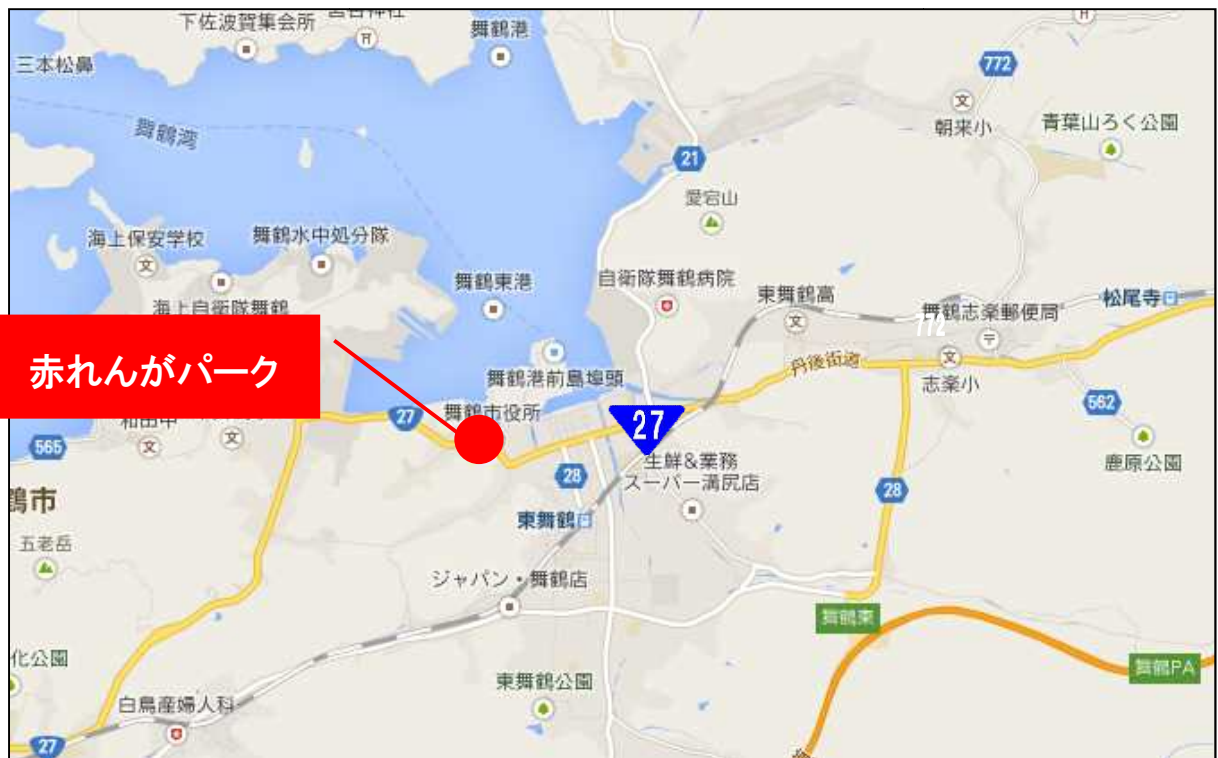 下佐波賀集会所
舞鶴港
三本松鼻
772
朝来小
青葉山ろく公園
舞鶴湾
21
愛宕山
海上保安学校
舞鶴水中処分隊
舞鶴東港
自衛隊舞鶴病院
東舞鶴高
海上自衛隊舞鶴
舞鶴志楽郵便局
772
松尾寺
赤れんがパーク
舞鶴港前島埠頭
丹後街道
志楽小
27
舞鶴市役所
27
562
和田中
565
生鮮&業務
スーパー溝尻店
鹿原公園
28
28
鶴市
東舞鶴
五老岳
ジャパン・舞鶴店
舞鶴東
化公園
舞鶴PA
東舞鶴公園
白鳥産婦人科
27